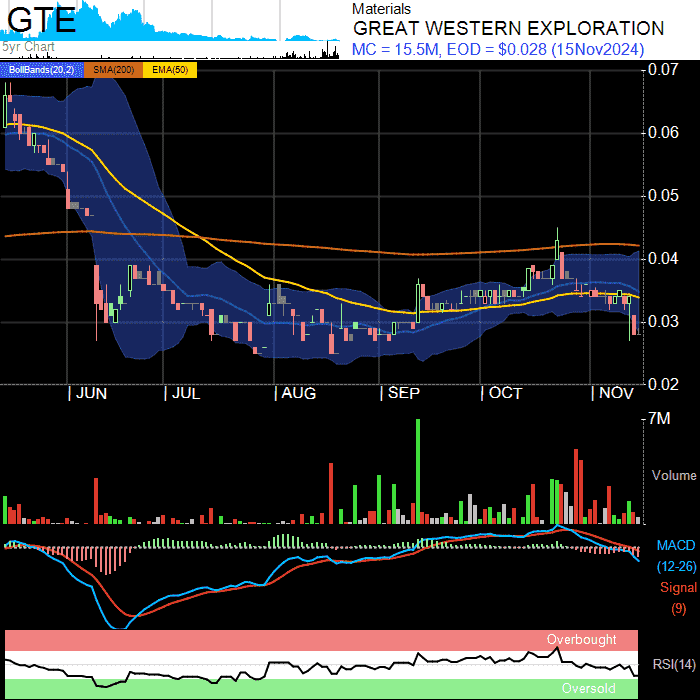 GTE
5yr Chart
Materials
GREAT WESTERN EXPLORATION
MC = 15.5M, EOD = $0.028 (15Nov2024)
BollBands(20,2) SMA(200) EMA(50)
0.07
0.06
0.05
0.04
0.03
0.02
JUN JUL AUG SEP OCT NOV
7M
Volume
MACD
(12-26)
Signal
(9)
Overbought
RSI(14)
Oversold